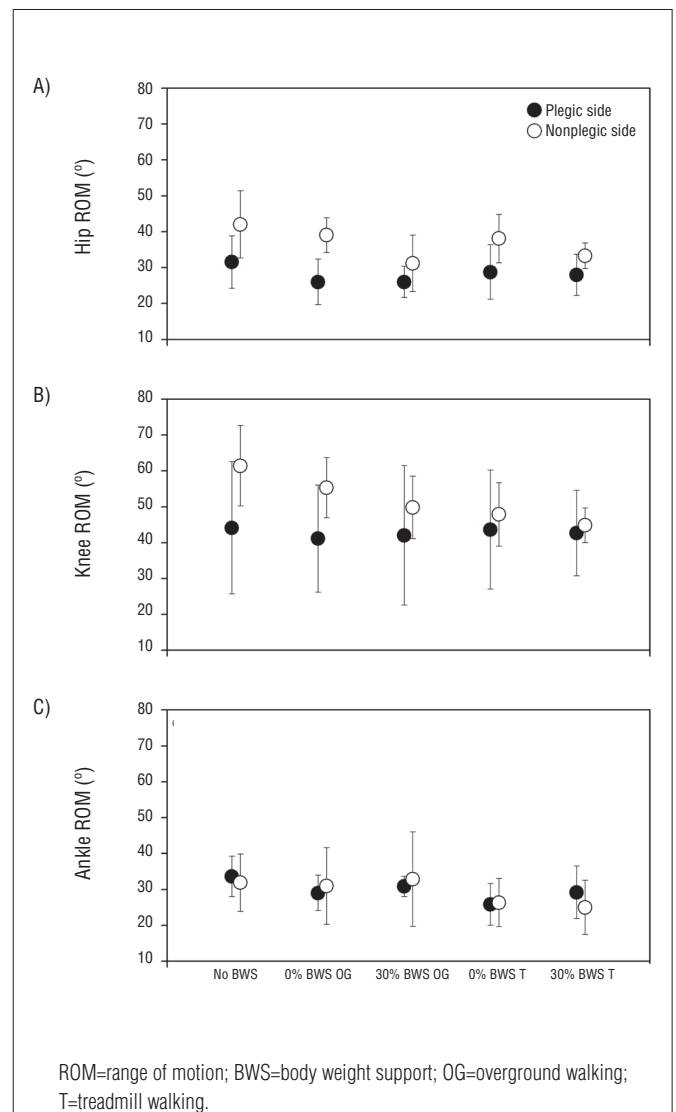 A)
80
70
60
50
40
30
20
10
Hip ROM (º)
Plegic side
Nonplegic side
B)
80
70
60
50
40
30
20
10
Knee ROM (º)
C)
80
70
60
50
40
30
20
10
Ankle ROM (º)
No BWS 0% BWS OG 30% BWS OG 0% BWS T 30% BWS T
ROM=range of motion; BWS=body weight support; OG=overground walking;
T=treadmill walking.